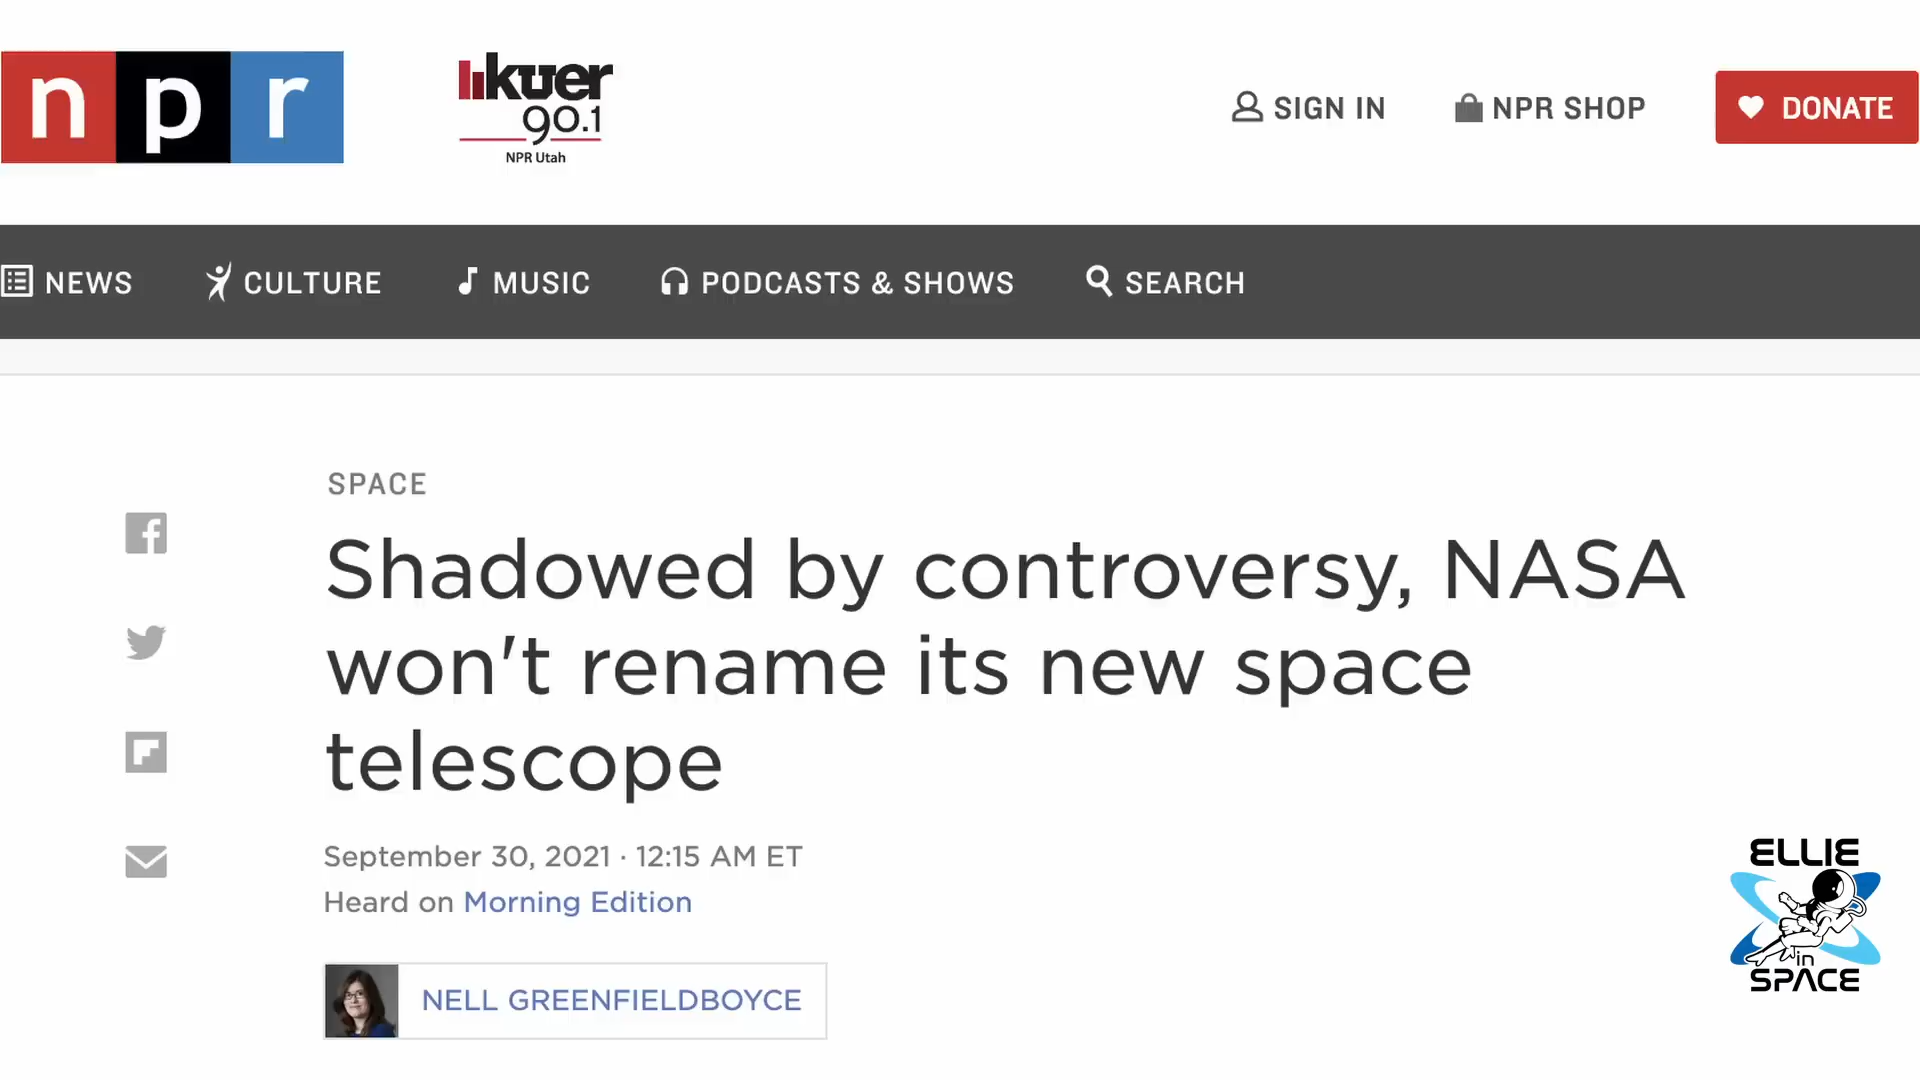 npr
kuer
90.1
NPR Utah
SIGN IN
NPR SHOP
DONATE
NEWS
CULTURE
MUSIC
PODCASTS & SHOWS
SEARCH
SPACE
Shadowed by controversy, NASA
won't rename its new space
telescope
September 30, 2021 · 12:15 AM ET
Heard on Morning Edition
NELL GREENFIELDBOYCE
ELLIE
in
SPACE